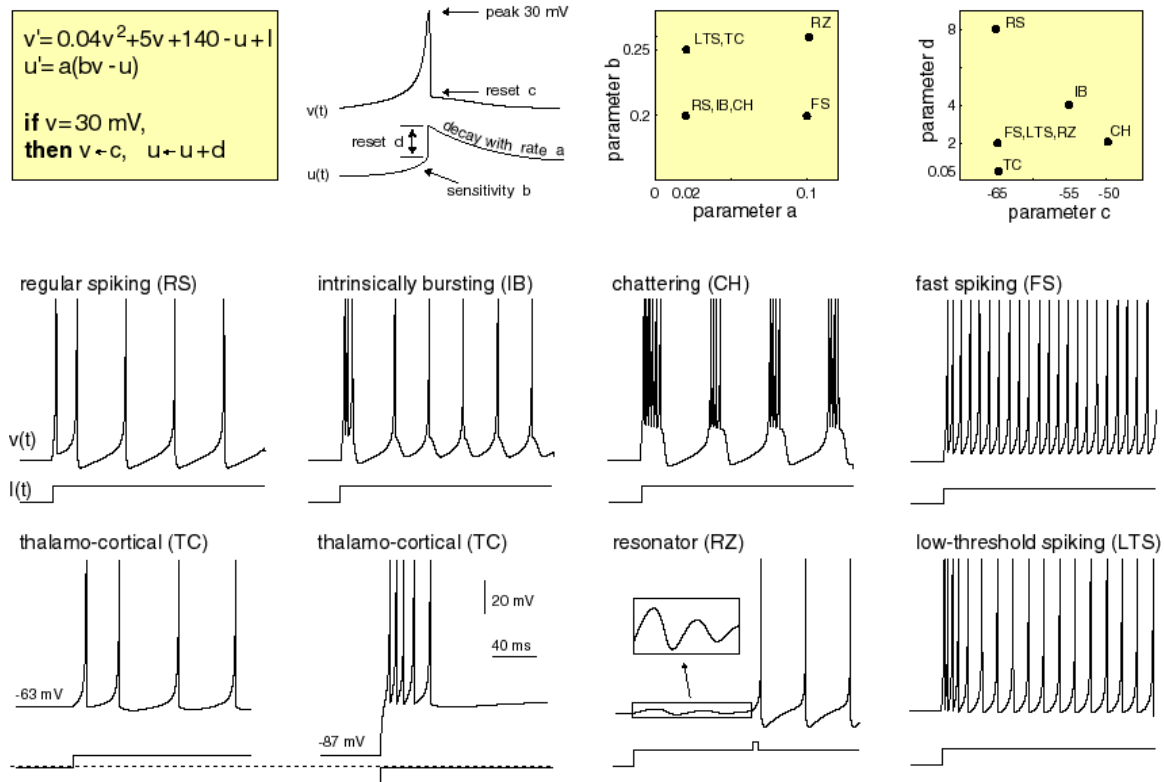 v'= 0.04v²+5v+140 - u + I
u'= a(bv - u)
if v= 30 mV,
then v←c, u←u+d
peak 30 mV
reset c
v(t)
reset d
decay with rate a
u(t)
sensitivity b
parameter b
0.25
0.2
RZ
LTS,TC
RS,IB,CH
FS
0
0.02
0.1
parameter a
parameter d
8
4
2
0.05
RS
IB
FS,LTS,RZ
CH
TC
-65
-55
-50
parameter c
regular spiking (RS)
intrinsically bursting (IB)
chattering (CH)
fast spiking (FS)
v(t)
I(t)
thalamo-cortical (TC)
thalamo-cortical (TC)
resonator (RZ)
low-threshold spiking (LTS)
20 mV
40 ms
-63 mV
-87 mV